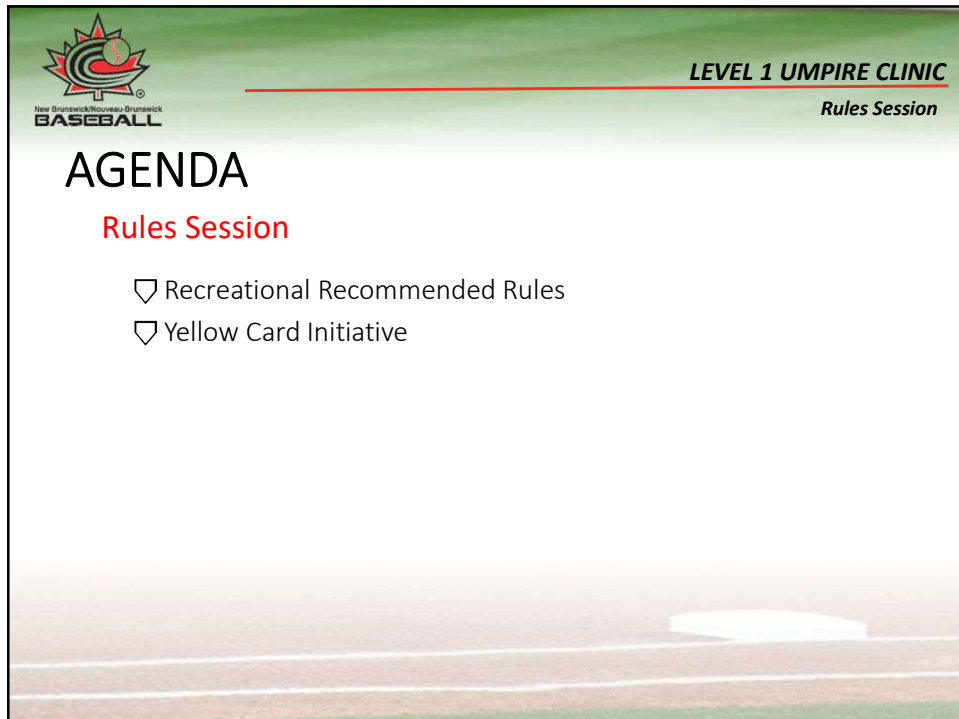 New Brunswick/Nouveau-Brunswick
BASEBALL
LEVEL 1 UMPIRE CLINIC
Rules Session
AGENDA
Rules Session
Recreational Recommended Rules
Yellow Card Initiative